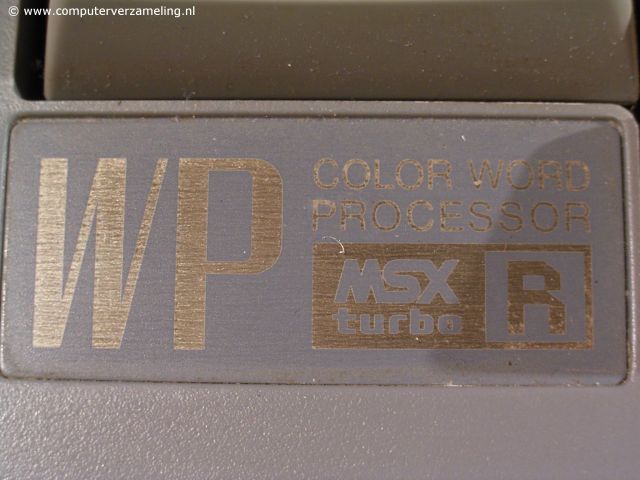 © www.computerverzameling.nl
WP
COLOR WORD
PROCESSOR
MSX
turbo R